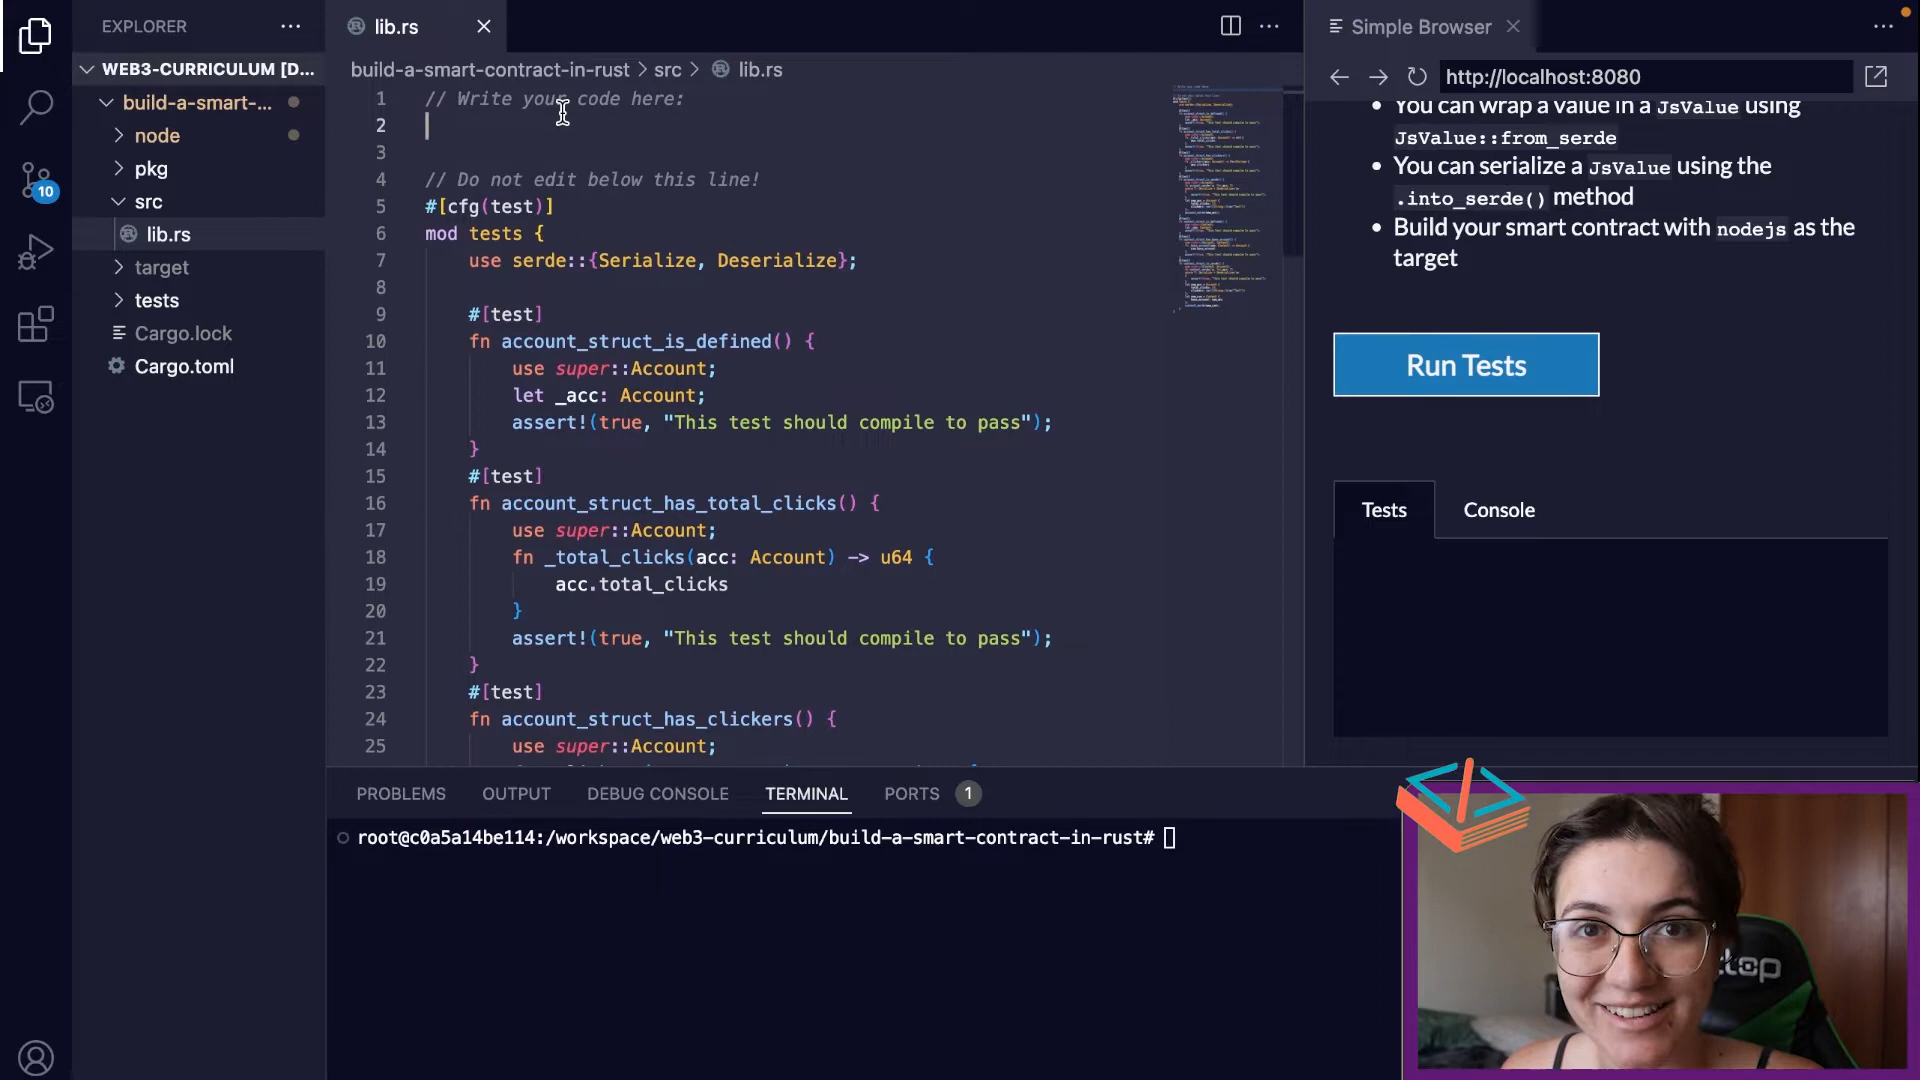 EXPLORER
WEB3-CURRICULUM [D...
build-a-smart-...
node
pkg
src
lib.rs
target
tests
Cargo.lock
Cargo.toml
10
lib.rs
build-a-smart-contract-in-rust > src > lib.rs
1 // Write your code here:
2
3
4 // Do not edit below this line!
5 #[cfg(test)]
6 mod tests {
7 use serde::{Serialize, Deserialize};
8
9 #[test]
10 fn account_struct_is_defined() {
11 use super::Account;
12 let _acc: Account;
13 assert!(true, "This test should compile to pass");
14 }
15 #[test]
16 fn account_struct_has_total_clicks() {
17 use super::Account;
18 fn _total_clicks(acc: Account) -> u64 {
19 acc.total_clicks
20 }
21 assert!(true, "This test should compile to pass");
22 }
23 #[test]
24 fn account_struct_has_clickers() {
25 use super::Account;
PROBLEMS OUTPUT DEBUG CONSOLE TERMINAL PORTS 1
root@c0a5a14be114:/workspace/web3-curriculum/build-a-smart-contract-in-rust#
Simple Browser
http://localhost:8080
• You can wrap a value in a JsValue using
JsValue::from_serde
• You can serialize a JsValue using the
.into_serde() method
• Build your smart contract with nodejs as the
target
Run Tests
Tests Console